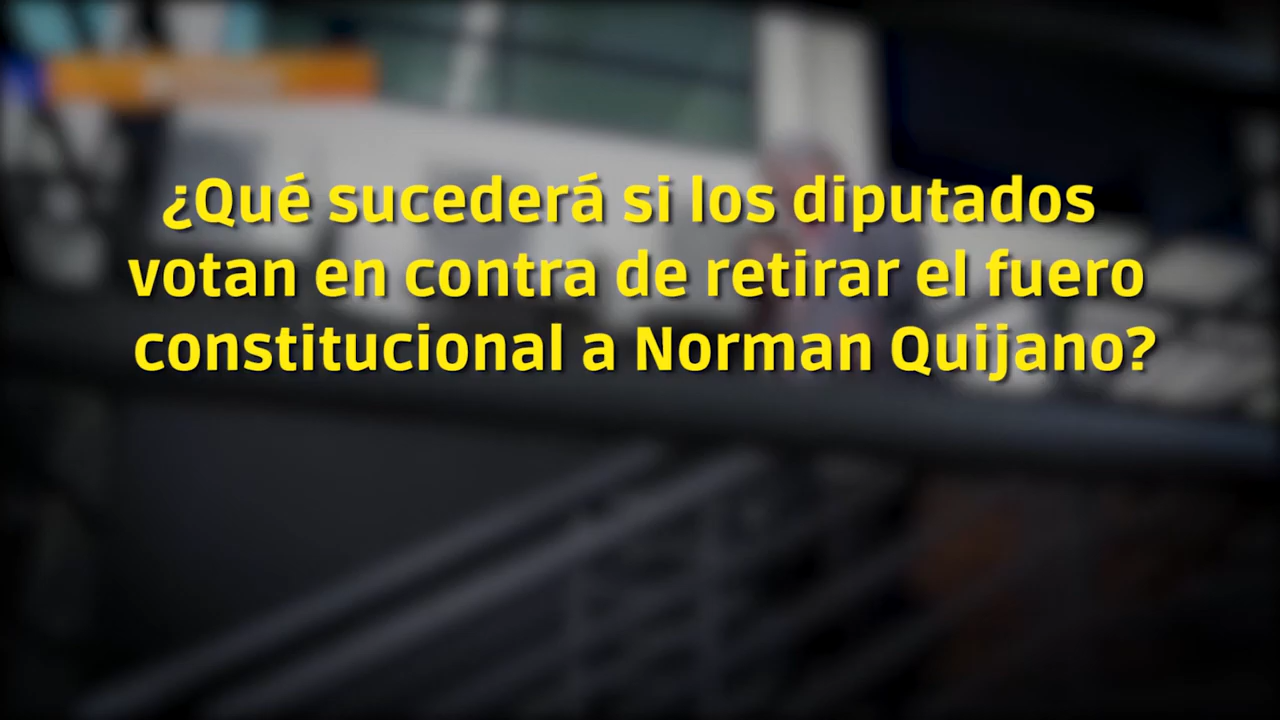 ¿Qué sucederá si los diputados
votan en contra de retirar el fuero
constitucional a Norman Quijano?